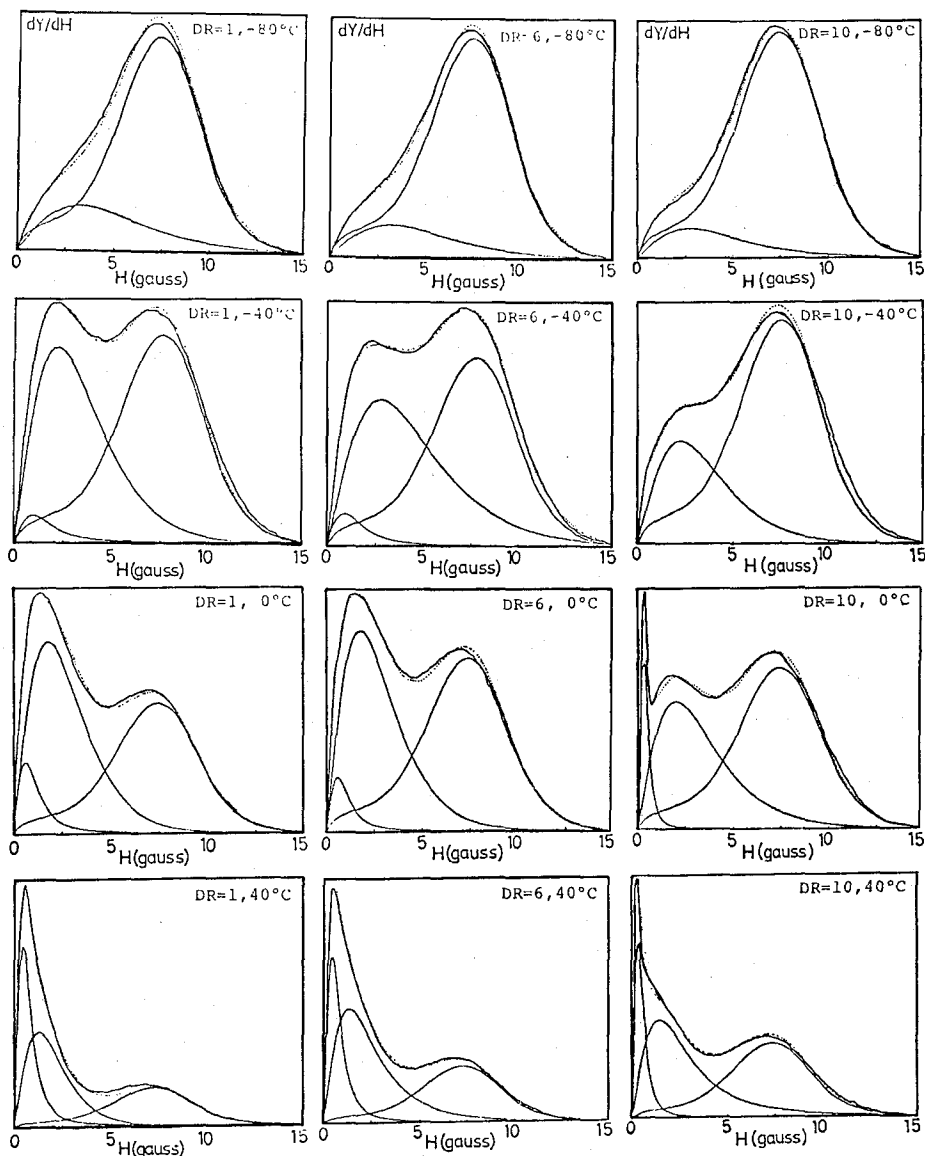 dY/dH DR=1,-80°C
0 5 10 15
H(gauss)
dY/dH DR=6,-80°C
0 5 10 15
H(gauss)
dY/dH DR=10,-80°C
0 5 10 15
H(gauss)
DR=1,-40°C
0 5 10 15
H(gauss)
DR=6,-40°C
0 5 10 15
H(gauss)
DR=10,-40°C
0 5 10 15
H(gauss)
DR=1, 0°C
0 5 10 15
H(gauss)
DR=6, 0°C
0 5 10 15
H(gauss)
DR=10, 0°C
0 5 10 15
H(gauss)
DR=1,40°C
0 5 10 15
H(gauss)
DR=6,40°C
0 5 10 15
H(gauss)
DR=10,40°C
0 5 10 15
H(gauss)